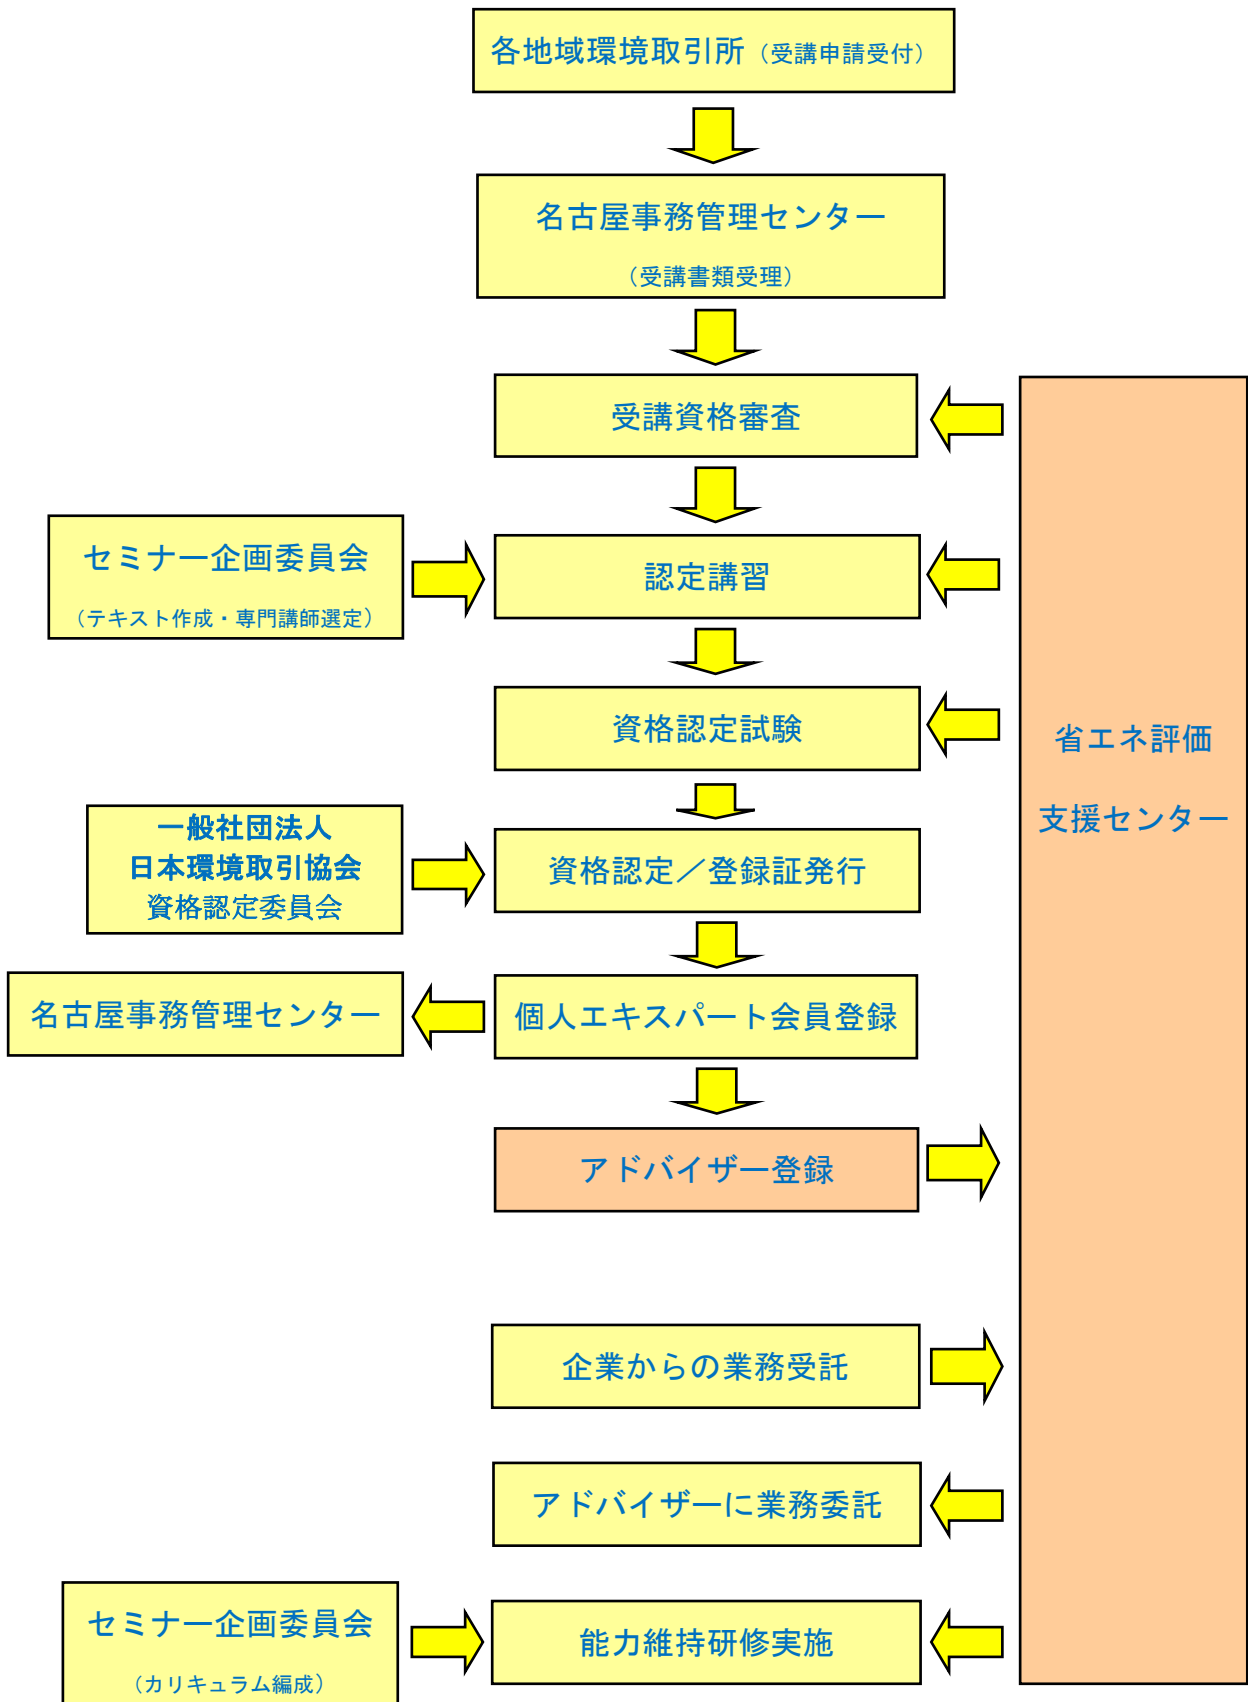 各地域環境取引所（受講申請受付）
名古屋事務管理センター
（受講書類受理）
受講資格審査
セミナー企画委員会
（テキスト作成・専門講師選定）
認定講習
資格認定試験
省エネ評価
支援センター
一般社団法人
日本環境取引協会
資格認定委員会
資格認定／登録証発行
名古屋事務管理センター
個人エキスパート会員登録
アドバイザー登録
企業からの業務受託
アドバイザーに業務委託
セミナー企画委員会
（カリキュラム編成）
能力維持研修実施